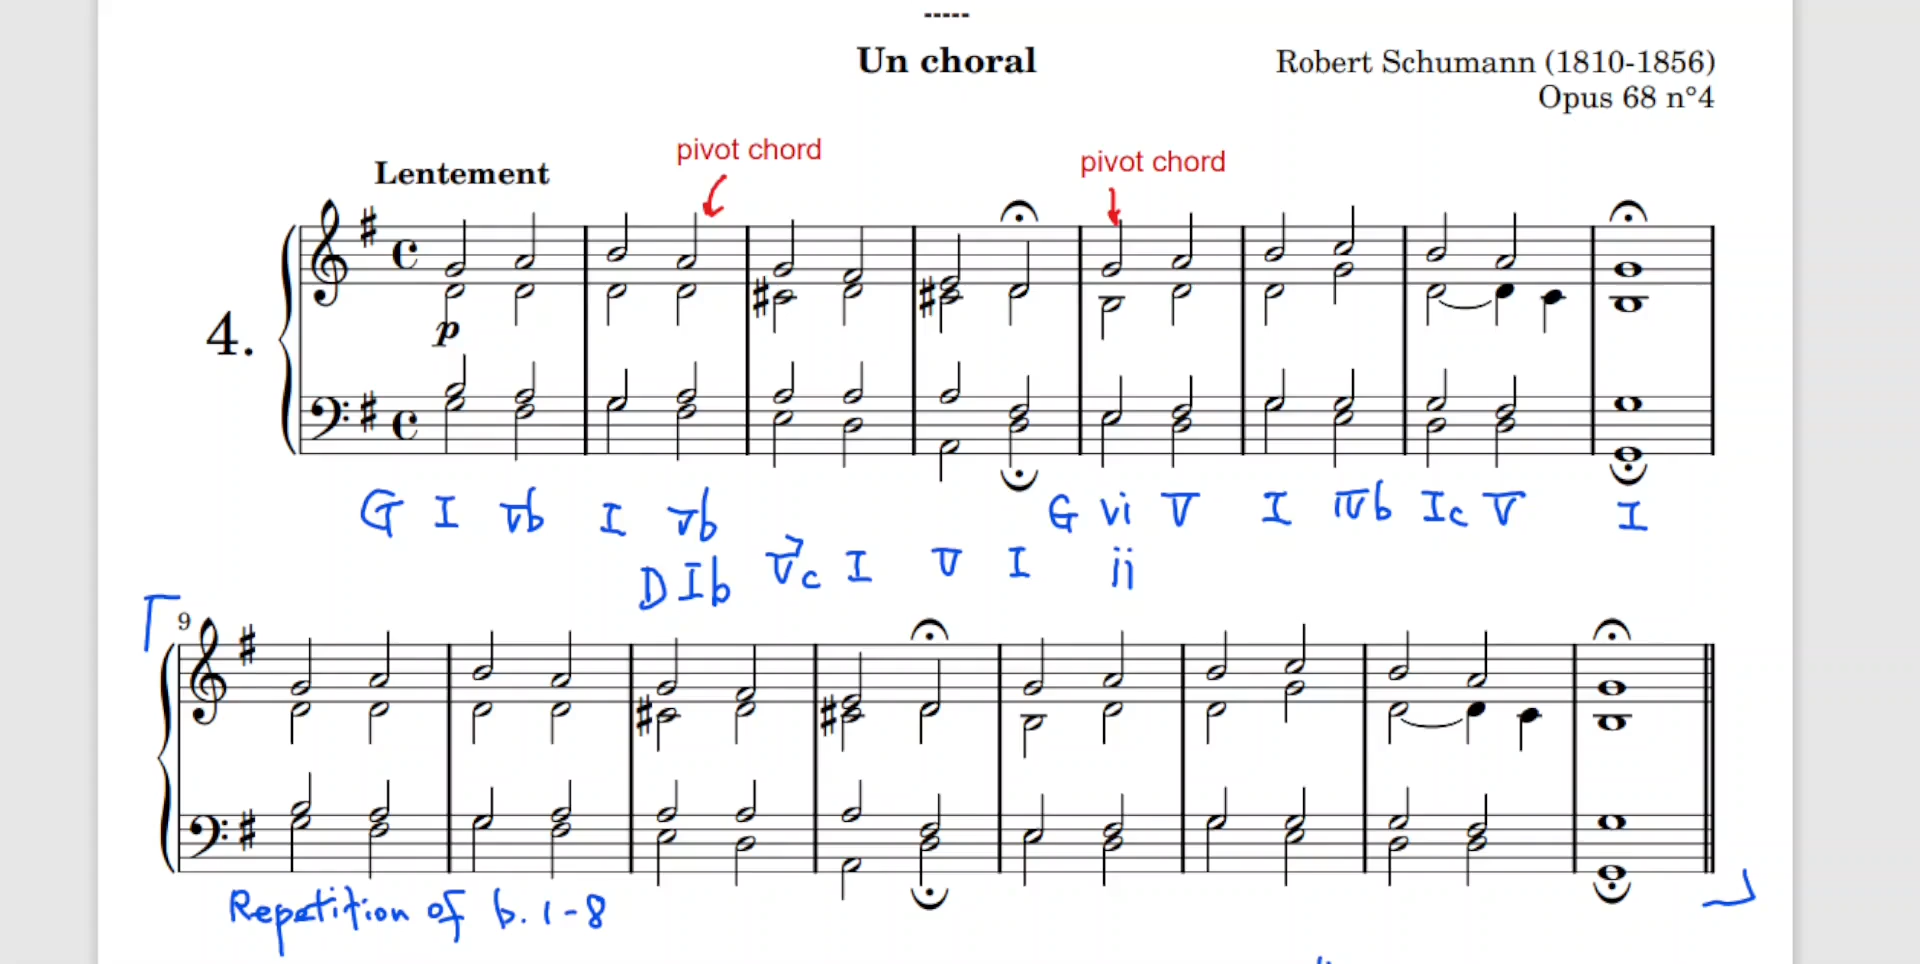 -----
Un choral
Robert Schumann (1810-1856)
Opus 68 n°4
pivot chord
pivot chord
Lentement
4.
p
G I Vb I Vb G vi V I IVb Ic V I
D Ib V7c I V I ii
9
Repetition of b. 1-8